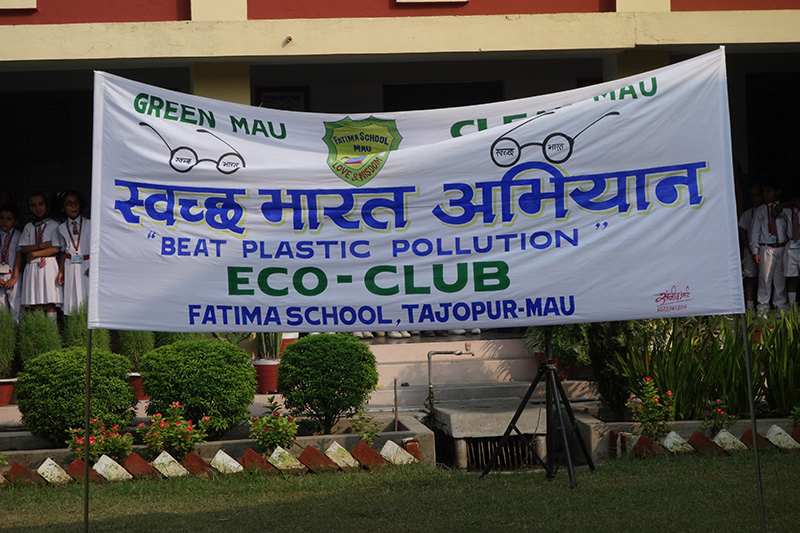 GREEN MAU
CLEAN MAU
FATIMA SCHOOL
MAU
LOVE & WISDOM
स्वच्छ भारत
स्वच्छ भारत
स्वच्छ भारत अभियान
"BEAT PLASTIC POLLUTION"
ECO-CLUB
FATIMA SCHOOL, TAJOPUR-MAU